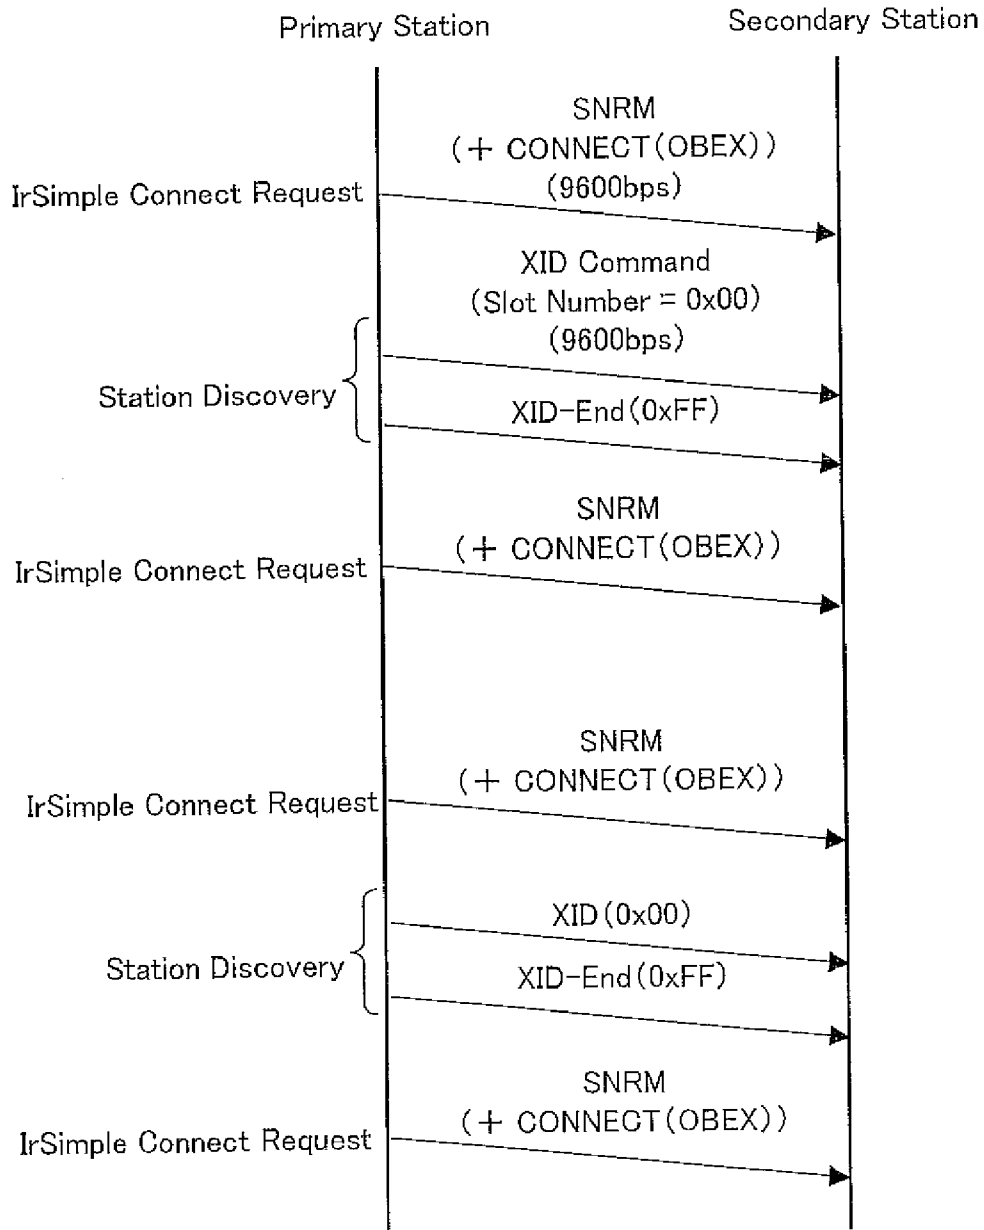 Primary Station
Secondary Station
SNRM
(+ CONNECT(OBEX))
(9600bps)
IrSimple Connect Request
XID Command
(Slot Number = 0x00)
(9600bps)
Station Discovery
XID-End(0xFF)
SNRM
(+ CONNECT(OBEX))
IrSimple Connect Request
SNRM
(+ CONNECT(OBEX))
IrSimple Connect Request
XID(0x00)
Station Discovery
XID-End(0xFF)
SNRM
(+ CONNECT(OBEX))
IrSimple Connect Request